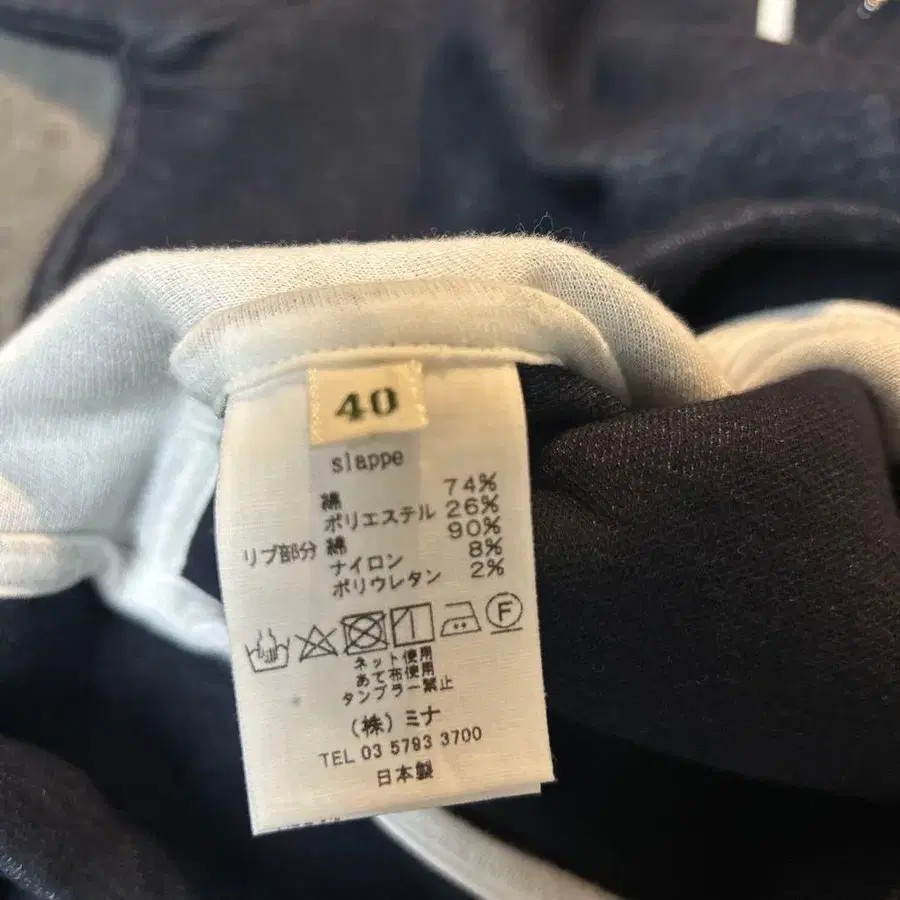 40
slappe
綿 74%
ポリエステル 26%
リブ部分 綿 90%
ナイロン 8%
ポリウレタン 2%
F
ネット使用
あて布使用
タンブラー禁止
(株)ミナ
TEL 03 5793 3700
日本製